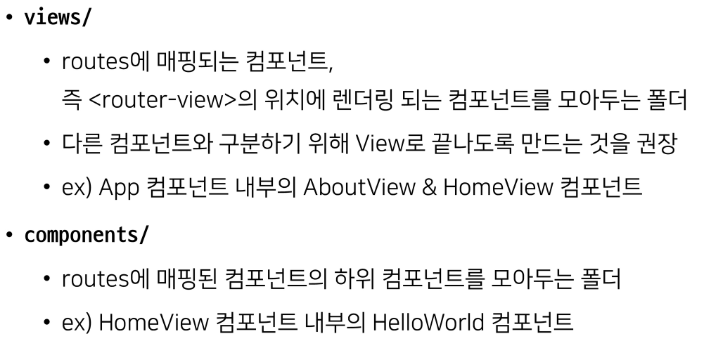 • views/
• routes에 매핑되는 컴포넌트,
즉 <router-view>의 위치에 렌더링 되는 컴포넌트를 모아두는 폴더
• 다른 컴포넌트와 구분하기 위해 View로 끝나도록 만드는 것을 권장
• ex) App 컴포넌트 내부의 AboutView & HomeView 컴포넌트
• components/
• routes에 매핑된 컴포넌트의 하위 컴포넌트를 모아두는 폴더
• ex) HomeView 컴포넌트 내부의 HelloWorld 컴포넌트